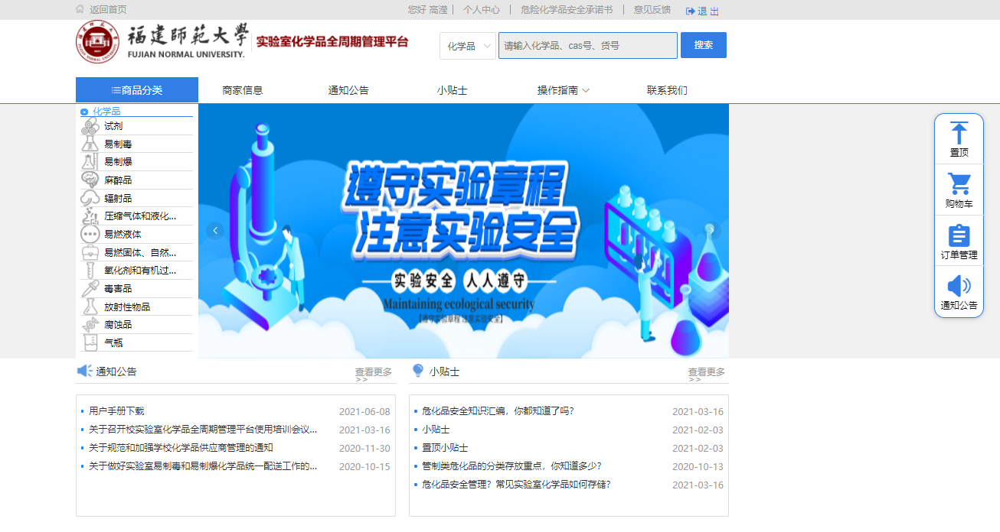 返回首页 您好 高滢 | 个人中心 | 危险化学品安全承诺书 | 意见反馈 退 出
福建师范大学
FUJIAN NORMAL UNIVERSITY.
实验室化学品全周期管理平台
化学品 请输入化学品、cas号、货号 搜索
商品分类 商家信息 通知公告 小贴士 操作指南 联系我们
化学品
试剂
易制毒
易制爆
麻醉品
辐射品
压缩气体和液化...
易燃液体
易燃固体、自然...
氧化剂和有机过...
毒害品
放射性物品
腐蚀品
气瓶
遵守实验章程
注意实验安全
实验安全 人人遵守
Maintaining ecological security
【遵守实验章程 注意实验安全】
置顶
购物车
订单管理
通知公告
通知公告 查看更多
>>
用户手册下载 2021-06-08
关于召开校实验室化学品全周期管理平台使用培训会议... 2021-03-16
关于规范和加强学校化学品供应商管理的通知 2020-11-30
关于做好实验室易制毒和易制爆化学品统一配送工作的... 2020-10-15
小贴士 查看更多
>>
危化品安全知识汇编，你都知道了吗? 2021-03-16
小贴士 2021-02-03
置顶小贴士 2021-02-03
管制类危化品的分类存放重点，你知道多少? 2020-10-13
危化品安全管理？常见实验室化学品如何存储? 2021-03-16